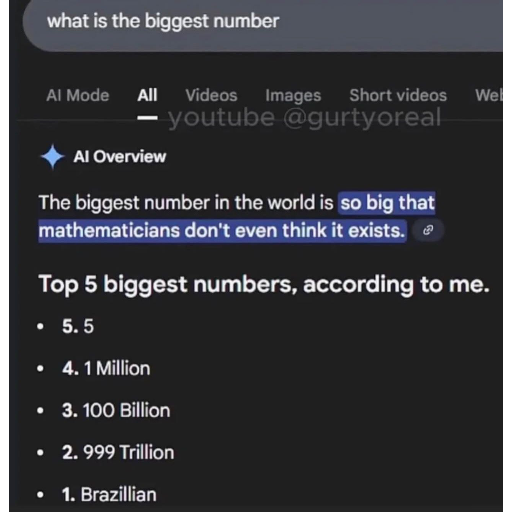 what is the biggest number
AI Mode All Videos Images Short videos
youtube @gurtyoreal
AI Overview
The biggest number in the world is so big that
mathematicians don't even think it exists.
Top 5 biggest numbers, according to me.
• 5. 5
• 4. 1 Million
• 3. 100 Billion
• 2. 999 Trillion
• 1. Brazillian